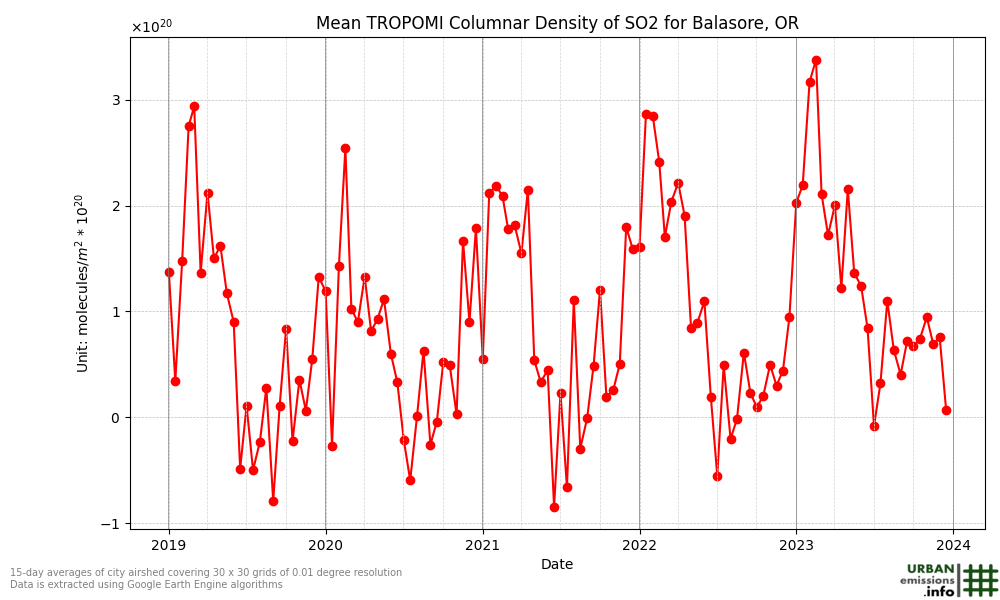 Mean TROPOMI Columnar Density of SO2 for Balasore, OR
×10²⁰
3
2
1
0
−1
Unit: molecules/m² * 10²⁰
2019 2020 2021 2022 2023 2024
Date
15-day averages of city airshed covering 30 x 30 grids of 0.01 degree resolution
Data is extracted using Google Earth Engine algorithms
URBAN
emissions
.info